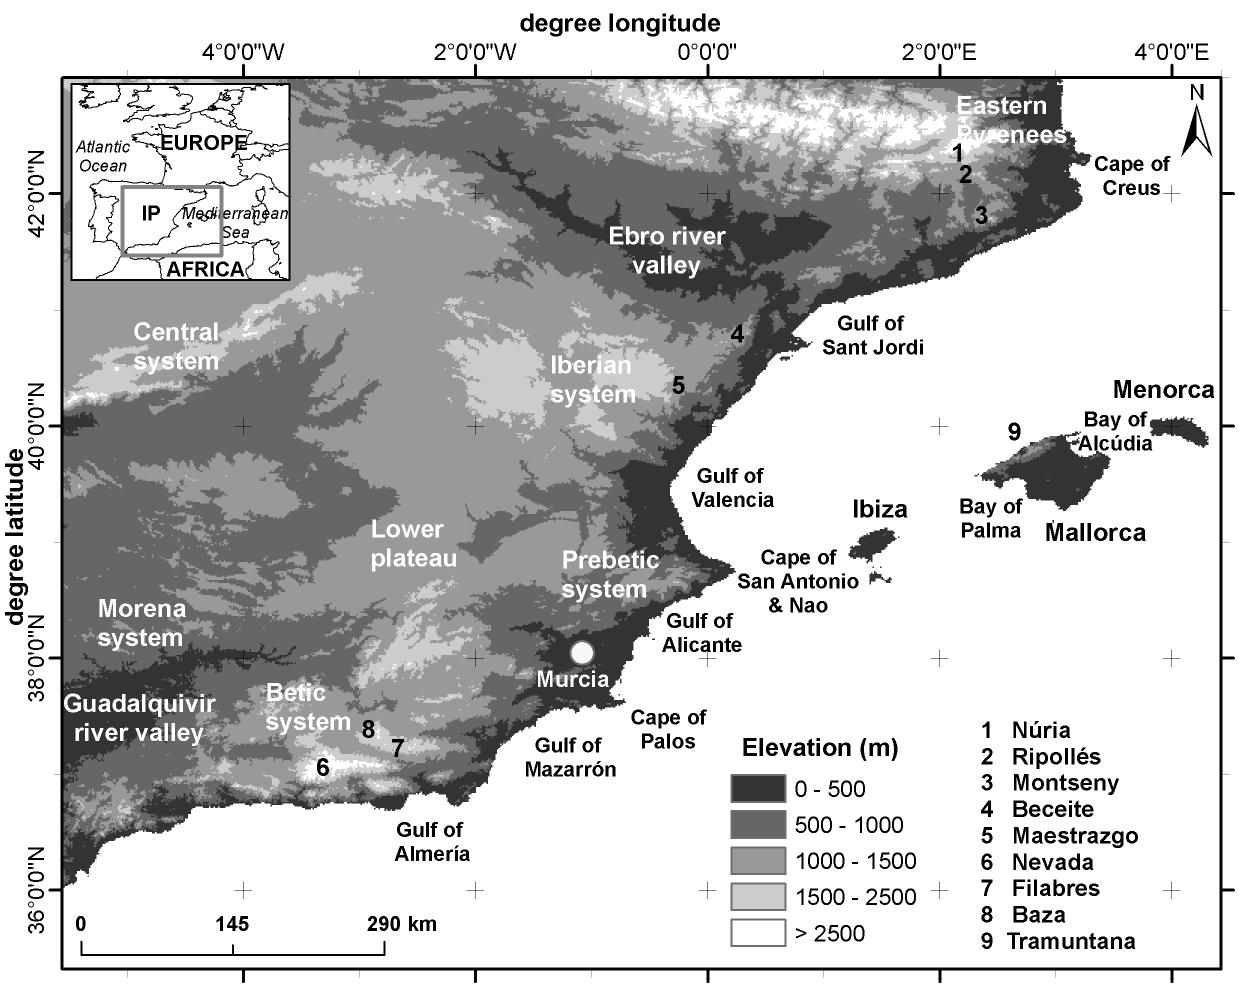 degree longitude
4°0'0"W
2°0'0"W
0°0'0"
2°0'0"E
4°0'0"E
degree latitude
42°0'0"N
40°0'0"N
38°0'0"N
36°0'0"N
Atlantic
Ocean
EUROPE
IP
Mediterranean
Sea
AFRICA
N
Eastern
Pyrenees
1
2
3
Cape of
Creus
Ebro river
valley
Central
system
Iberian
system
4
5
Gulf of
Sant Jordi
Menorca
Bay of
Alcúdia
9
Gulf of
Valencia
Bay of
Palma
Mallorca
Ibiza
Lower
plateau
Prebetic
system
Cape of
San Antonio
& Nao
Morena
system
Gulf of
Alicante
Murcia
Guadalquivir
river valley
Betic
system
8
7
6
Cape of
Palos
Gulf of
Mazarrón
Gulf of
Almería
0
145
290 km
Elevation (m)
0 - 500
500 - 1000
1000 - 1500
1500 - 2500
> 2500
1 Núria
2 Ripollés
3 Montseny
4 Beceite
5 Maestrazgo
6 Nevada
7 Filabres
8 Baza
9 Tramuntana